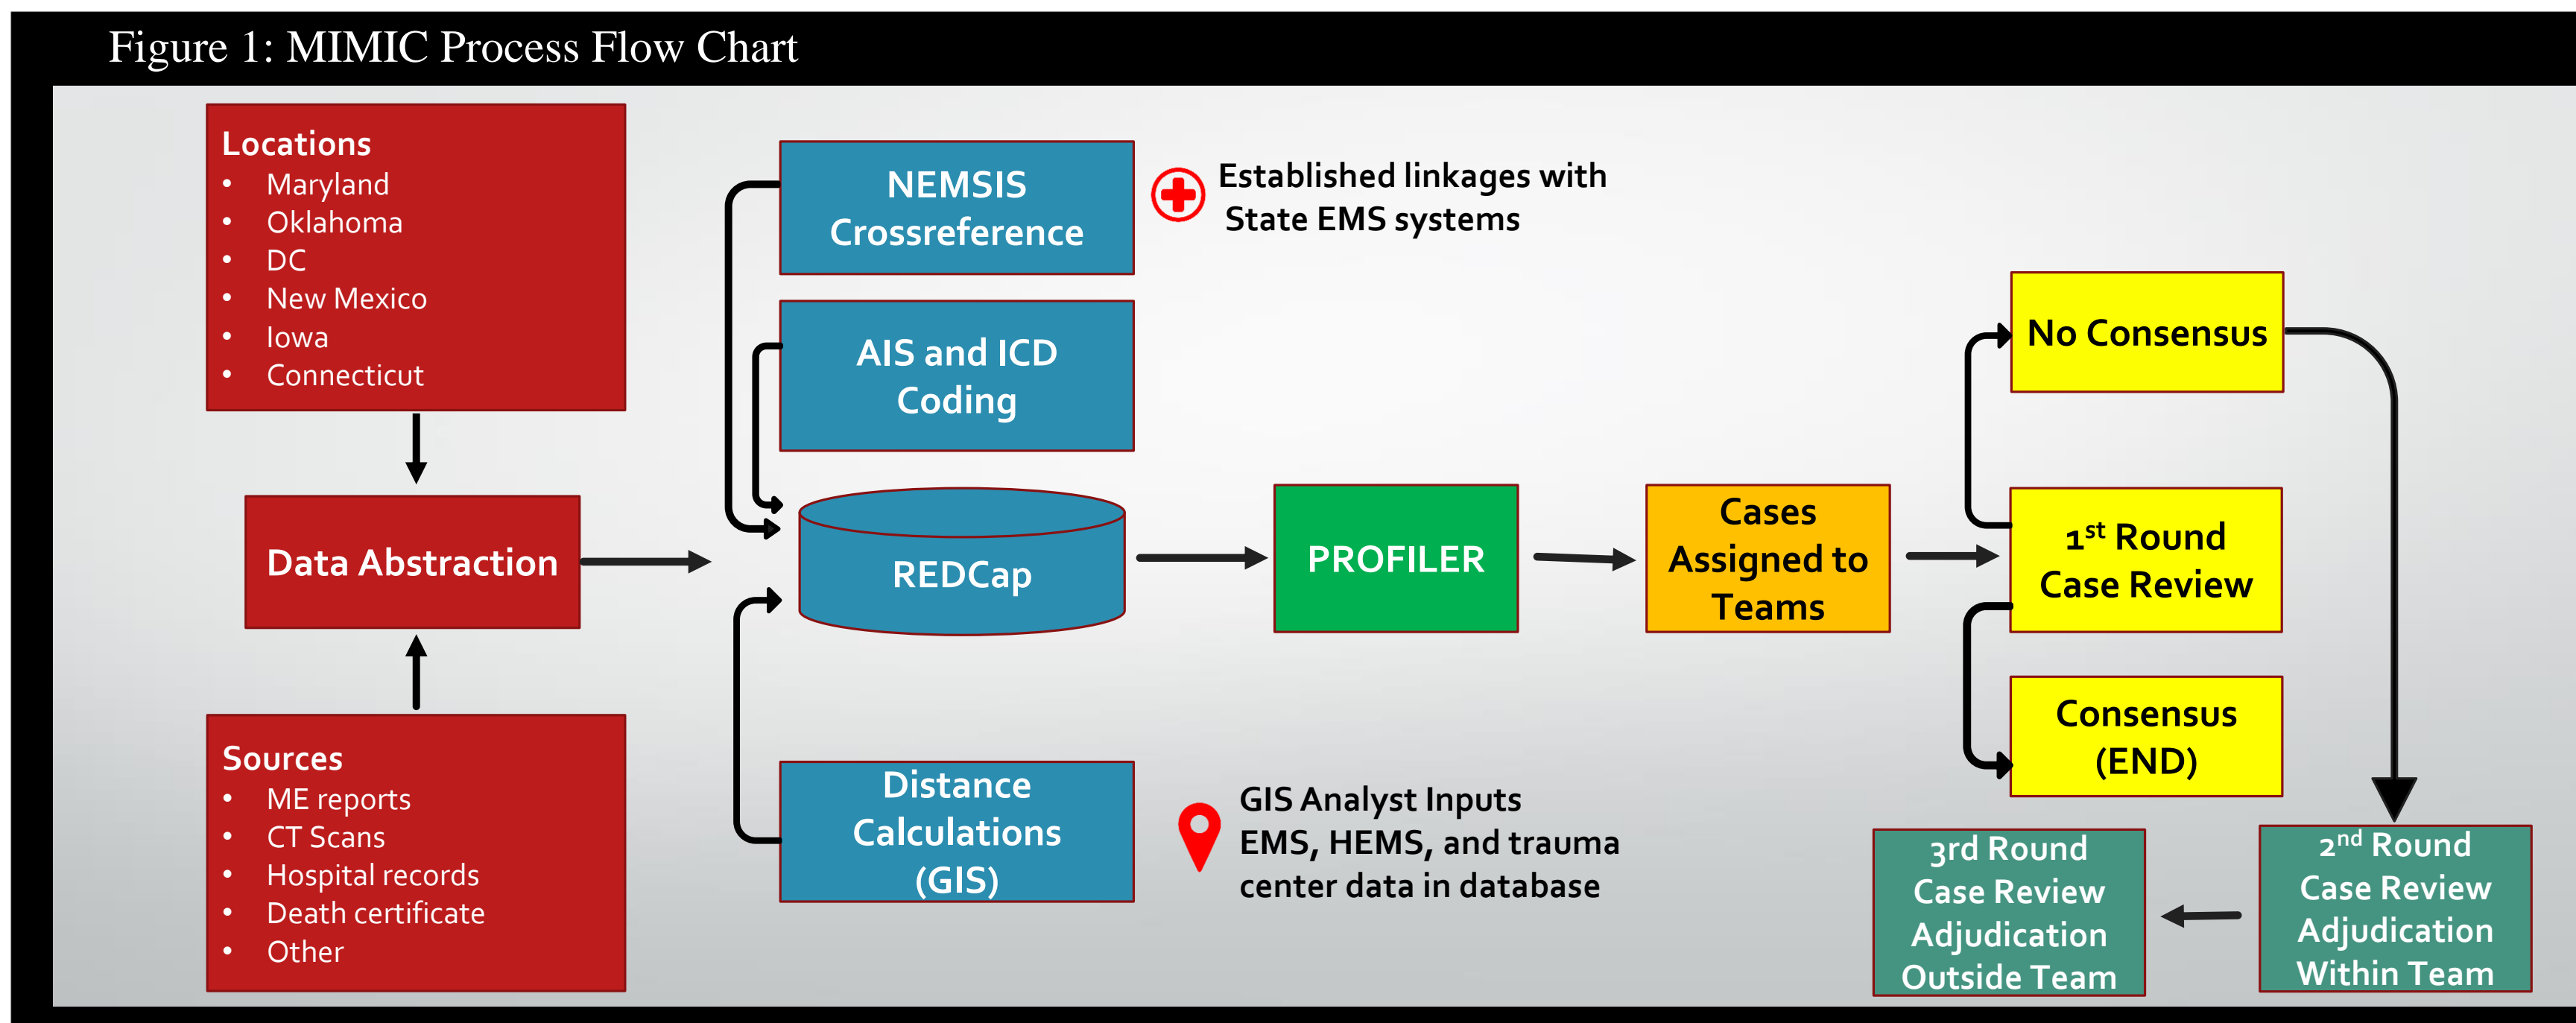 Figure 1: MIMIC Process Flow Chart
Locations
• Maryland
• Oklahoma
• DC
• New Mexico
• Iowa
• Connecticut
Data Abstraction
Sources
• ME reports
• CT Scans
• Hospital records
• Death certificate
• Other
NEMSIS
Crossreference
Established linkages with
State EMS systems
AIS and ICD
Coding
REDCap
Distance
Calculations
(GIS)
GIS Analyst Inputs
EMS, HEMS, and trauma
center data in database
PROFILER
Cases
Assigned to
Teams
No Consensus
1st Round
Case Review
Consensus
(END)
2nd Round
Case Review
Adjudication
Within Team
3rd Round
Case Review
Adjudication
Outside Team